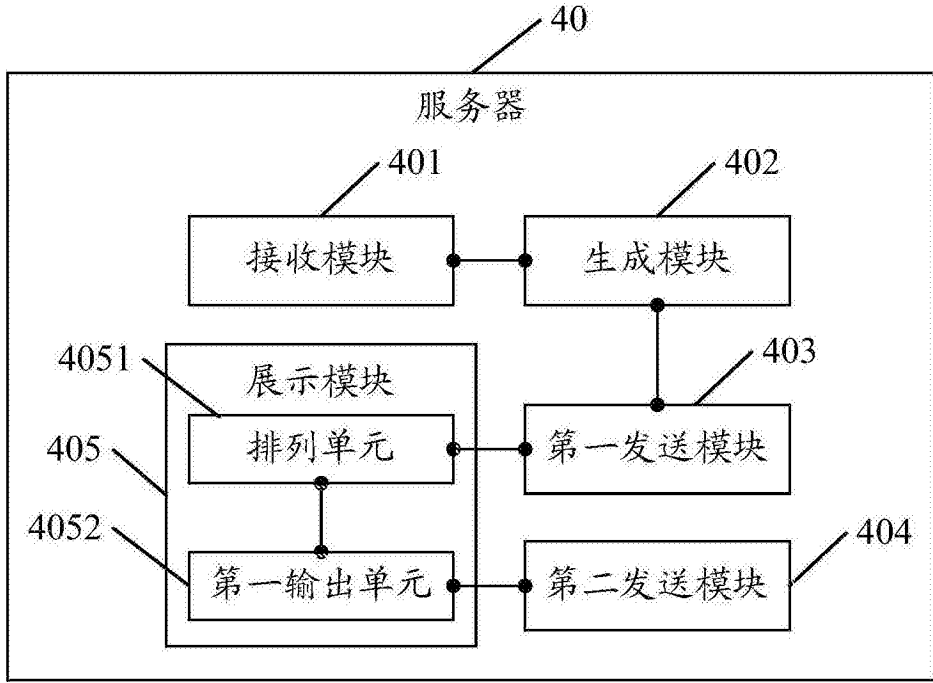 40
服务器
401
402
接收模块
生成模块
4051
403
展示模块
排列单元
第一发送模块
405
4052
404
第一输出单元
第二发送模块